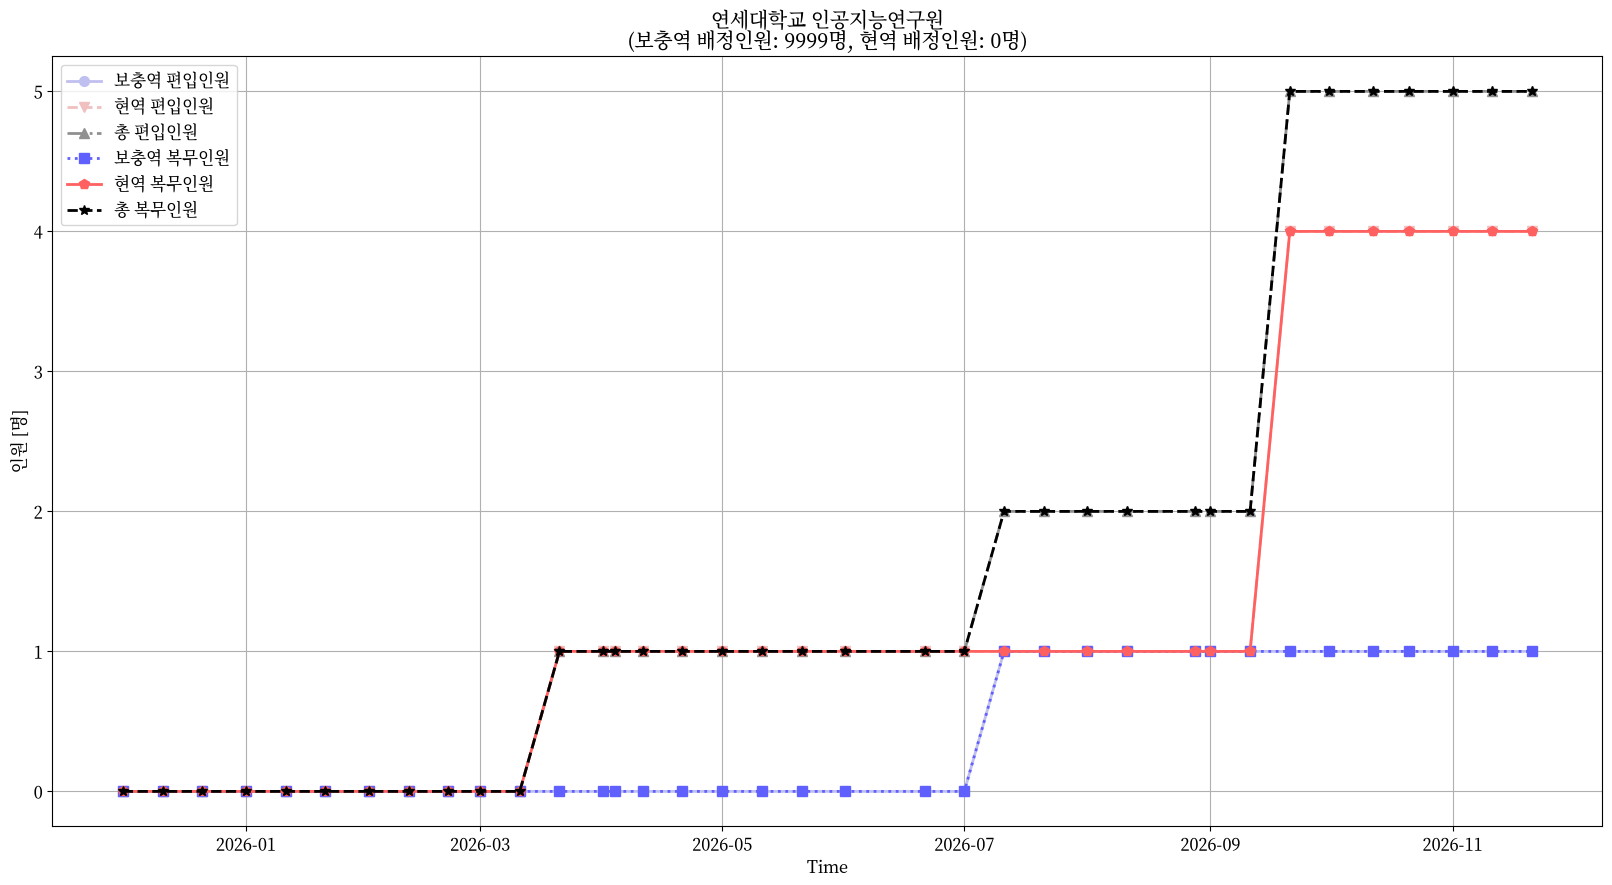 연세대학교 인공지능연구원
(보충역 배정인원: 9999명, 현역 배정인원: 0명)
보충역 편입인원
현역 편입인원
총 편입인원
보충역 복무인원
현역 복무인원
총 복무인원
인원 [명]
5
4
3
2
1
0
2026-01
2026-03
2026-05
2026-07
2026-09
2026-11
Time